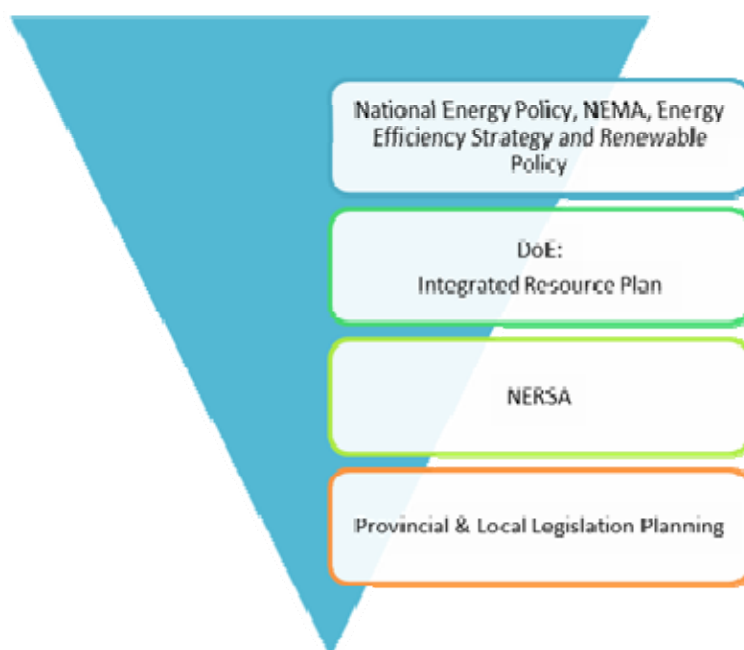 National Energy Policy, NEMA, Energy
Efficiency Strategy and Renewable
Policy
DoE:
Integrated Resource Plan
NERSA
Provincial & Local Legislation Planning